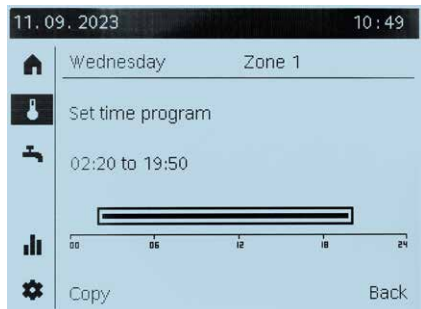 11. 09. 2023 10:49
Wednesday Zone 1
Set time program
02:20 to 19:50
00 06 12 18 24
Copy Back